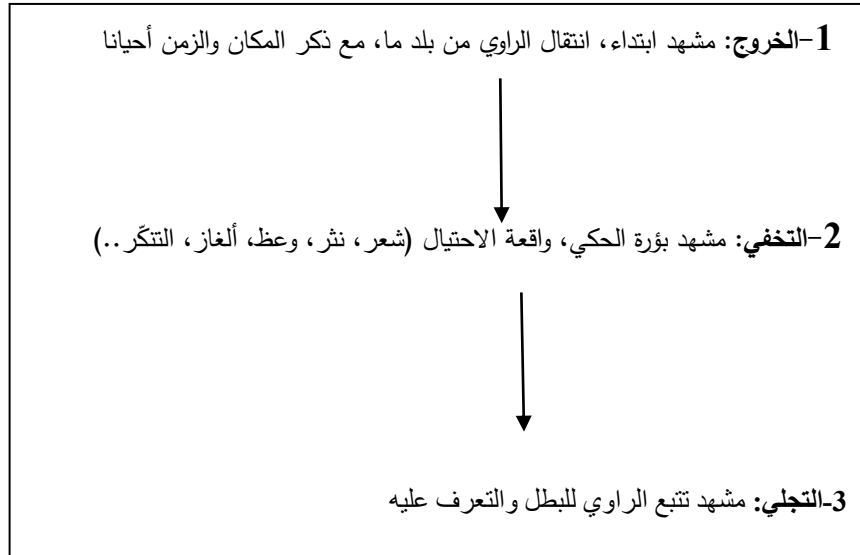 1-الخروج: مشهد ابتداء، انتقال الراوي من بلد ما، مع ذكر المكان والزمن أحيانا
2-التخفي: مشهد بؤرة الحكي، واقعة الاحتيال (شعر، نثر، وعظ، ألغاز، التنكّر..)
3-التجلي: مشهد تتبع الراوي للبطل والتعرف عليه